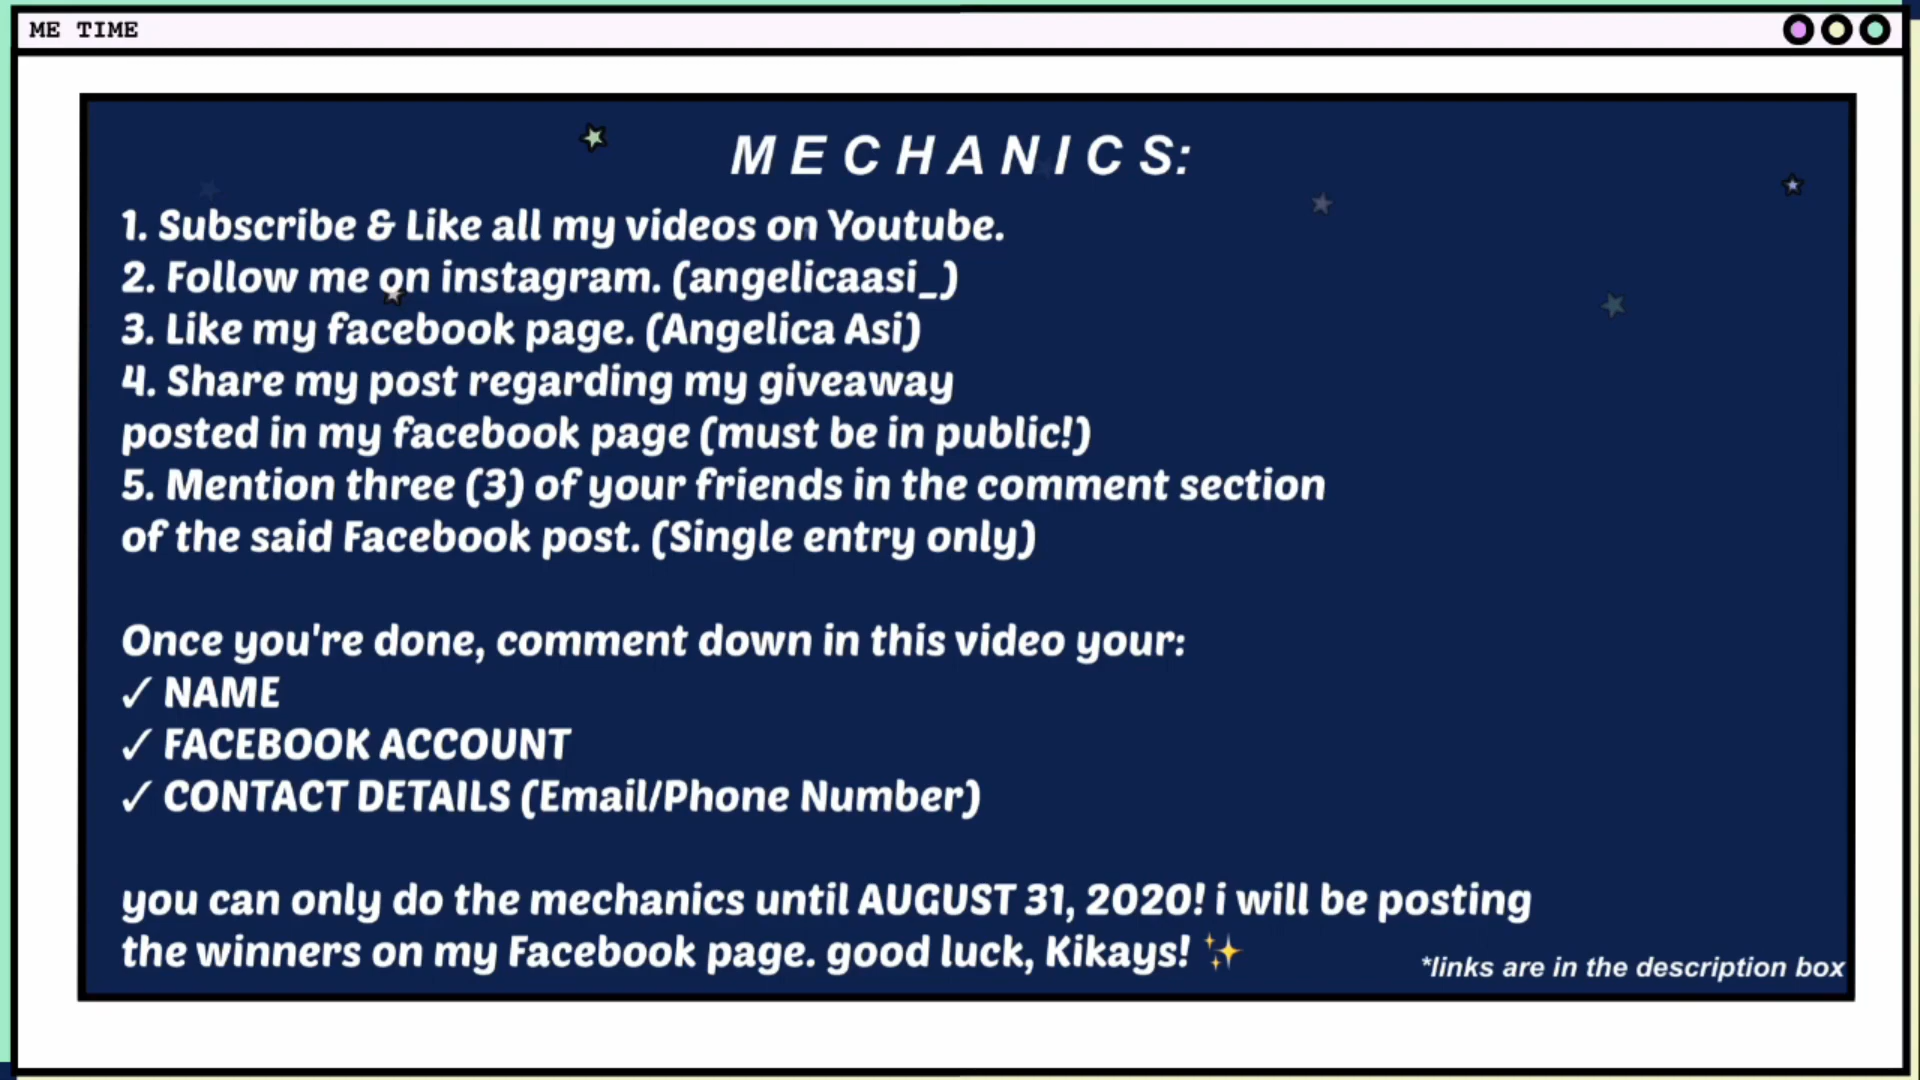 ME TIME
MECHANICS:
1. Subscribe & Like all my videos on Youtube.
2. Follow me on instagram. (angelicaasi_)
3. Like my facebook page. (Angelica Asi)
4. Share my post regarding my giveaway
posted in my facebook page (must be in public!)
5. Mention three (3) of your friends in the comment section
of the said Facebook post. (Single entry only)
Once you're done, comment down in this video your:
✓ NAME
✓ FACEBOOK ACCOUNT
✓ CONTACT DETAILS (Email/Phone Number)
you can only do the mechanics until AUGUST 31, 2020! i will be posting
the winners on my Facebook page. good luck, Kikays! ✨
*links are in the description box